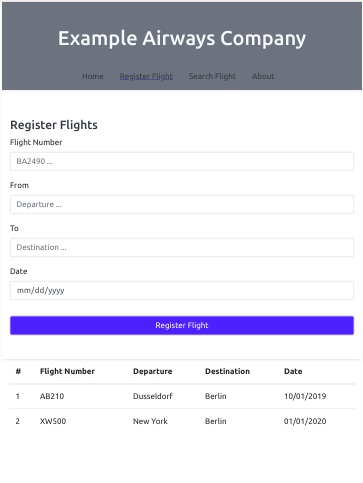 Example Airways Company
Home Register Flight Search Flight About
Register Flights
Flight Number
BA2490 ...
From
Departure ...
To
Destination ...
Date
mm/dd/yyyy
Register Flight
# Flight Number Departure Destination Date
1 AB210 Dusseldorf Berlin 10/01/2019
2 XW500 New York Berlin 01/01/2020